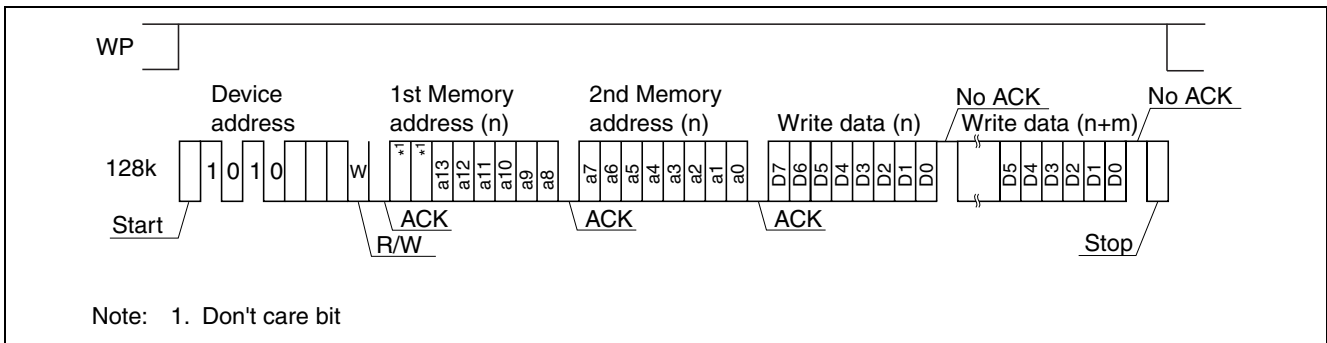 WP
Device address
1st Memory address (n)
2nd Memory address (n)
Write data (n)
No ACK
Write data (n+m)
No ACK
128k
1 0 1 0
W
*1 *1 a13 a12 a11 a10 a9 a8
a7 a6 a5 a4 a3 a2 a1 a0
D7 D6 D5 D4 D3 D2 D1 D0
D5 D4 D3 D2 D1 D0
Start
R/W
ACK
ACK
ACK
Stop
Note: 1. Don't care bit